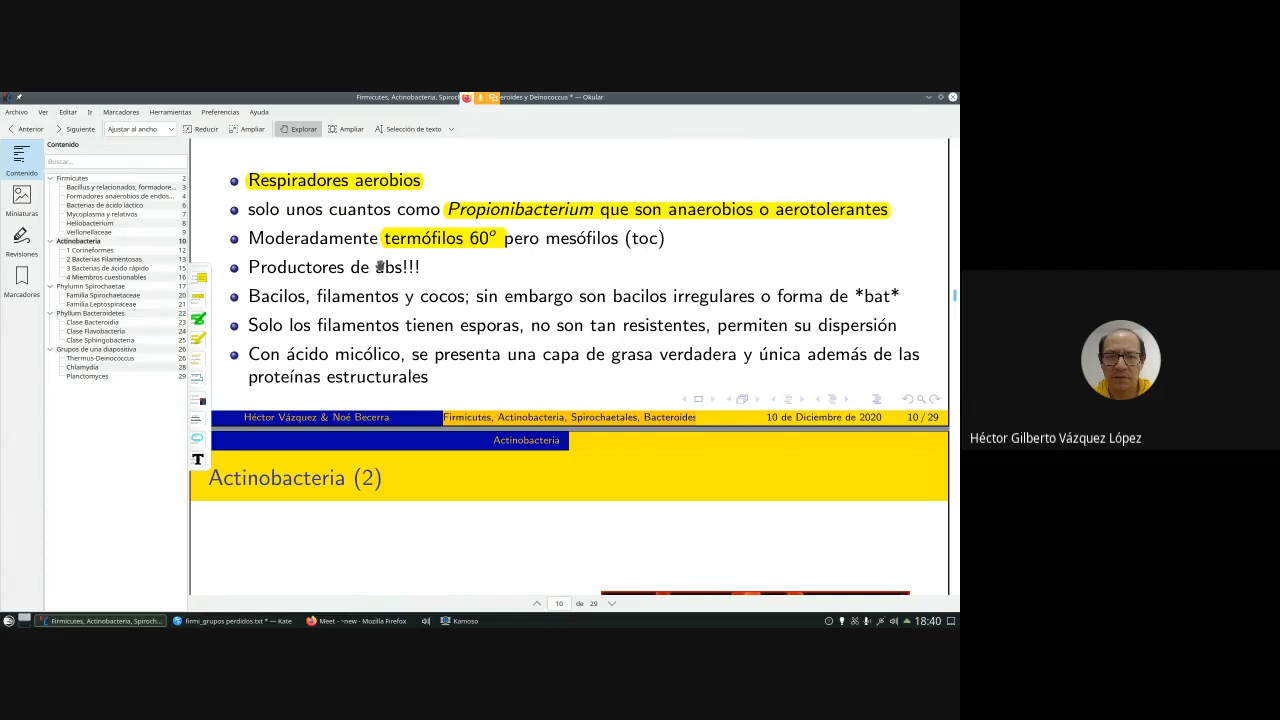 Firmicutes, Actinobacteria, Spiroch eroides y Deinococcus * — Okular
Archivo Ver Editar Ir Marcadores Herramientas Preferencias Ayuda
Anterior Siguiente Ajustar al ancho Reducir Ampliar Explorar Ampliar Selección de texto
Contenido
Miniaturas
Revisiones
Marcadores
Contenido
Buscar...
Firmicutes 2
Bacillus y relacionados, formadore... 3
Formadores anaerobios de endos... 4
Bacterias de ácido láctico 6
Mycoplasma y relativos 7
Heliobacterium 8
Veillonellaceae 9
Actinobacteria 10
1 Corineformes 12
2 Bacterias Filamentosas 13
3 Bacterias de ácido rápido 15
4 Miembros cuestionables 16
Phylumn Spirochaetae 17
Familia Spirochaetaceae 20
Familia Leptospiraceae 21
Phyllum Bacteroidetes 22
Clase Bacteroidia 23
Clase Flavobacteria 24
Clase Sphingobacteria 25
Grupos de una diapositiva 26
Thermus-Deinococcus 26
Chlamydia 28
Planctomyces 29
T
Respiradores aerobios
solo unos cuantos como Propionibacterium que son anaerobios o aerotolerantes
Moderadamente termófilos 60° pero mesófilos (toc)
Productores de bs!!!
Bacilos, filamentos y cocos; sin embargo son bacilos irregulares o forma de *bat*
Solo los filamentos tienen esporas, no son tan resistentes, permiten su dispersión
Con ácido micólico, se presenta una capa de grasa verdadera y única además de las
proteínas estructurales
Héctor Vázquez & Noé Becerra Firmicutes, Actinobacteria, Spirochaetales, Bacteroides 10 de Diciembre de 2020 10 / 29
Actinobacteria
Actinobacteria (2)
10 de 29
Firmicutes, Actinobacteria, Spiroch... firmi_grupos perdidos.txt * — Kate Meet - ~new - Mozilla Firefox Kamoso 18:40
Héctor Gilberto Vázquez López